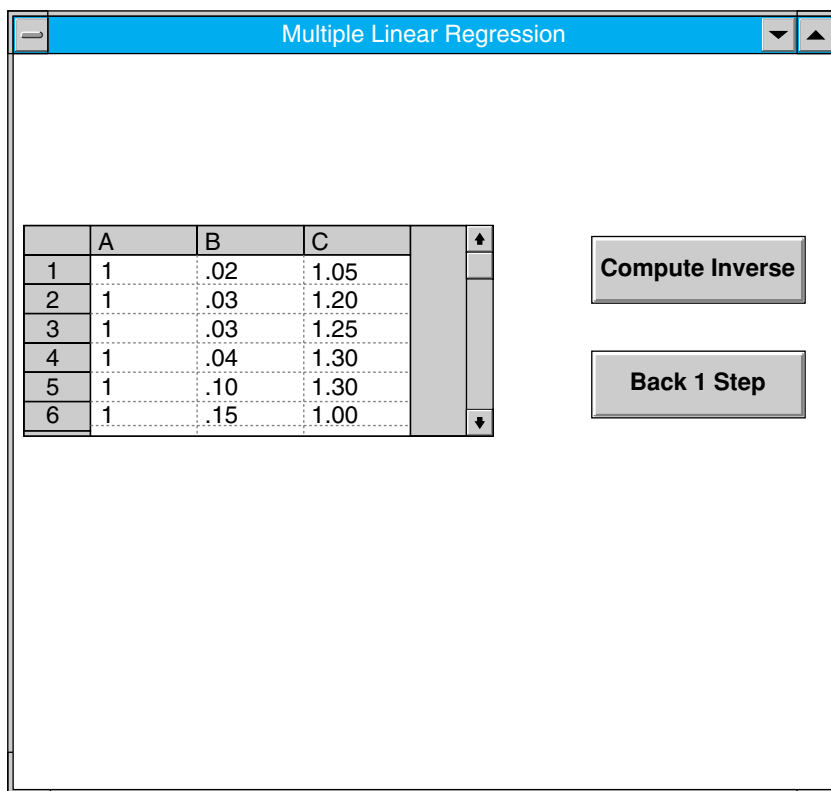 Multiple Linear Regression
A B C
1 1 .02 1.05
2 1 .03 1.20
3 1 .03 1.25
4 1 .04 1.30
5 1 .10 1.30
6 1 .15 1.00
Compute Inverse
Back 1 Step